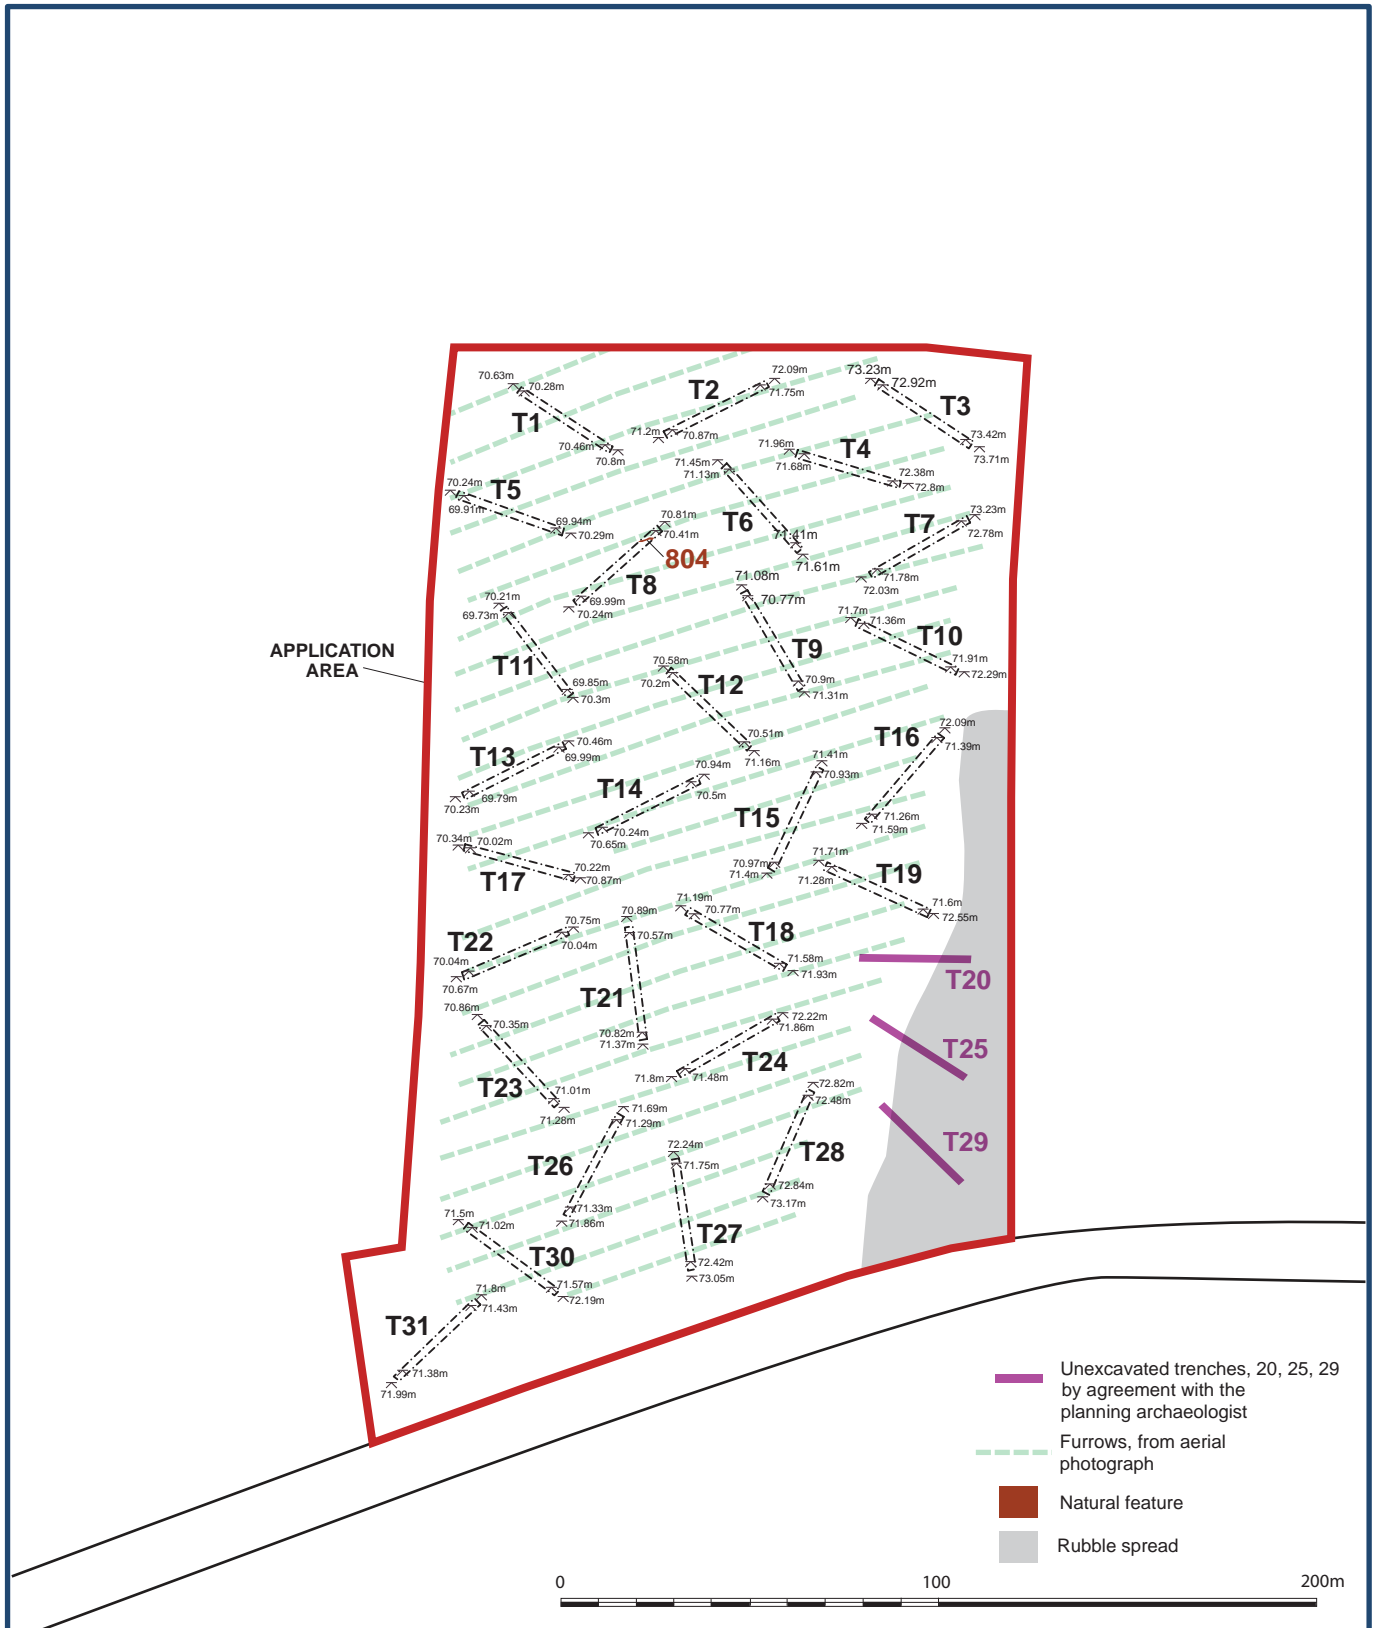 70.63m
70.28m
T1
70.46m
70.8m
T2
72.09m
71.75m
71.2m
70.87m
73.23m
72.92m
T3
73.42m
73.71m
71.96m
71.68m
T4
72.38m
72.8m
70.24m
69.91m
T5
69.94m
70.29m
71.45m
71.13m
T6
71.41m
71.61m
T7
73.23m
72.78m
71.78m
72.03m
70.81m
70.41m
804
T8
69.99m
70.24m
71.08m
70.77m
T9
70.9m
71.31m
71.7m
71.36m
T10
71.91m
72.29m
70.21m
69.73m
T11
69.85m
70.3m
APPLICATION
AREA
70.58m
70.2m
T12
70.51m
71.16m
T13
70.46m
69.99m
69.79m
70.23m
T14
70.94m
70.5m
70.24m
70.65m
T15
71.41m
70.93m
70.97m
71.4m
T16
72.09m
71.39m
71.26m
71.59m
70.34m
70.02m
T17
70.22m
70.87m
71.19m
70.77m
T18
71.58m
71.93m
71.71m
71.28m
T19
71.6m
72.55m
T20
70.89m
70.57m
T21
70.82m
71.37m
T22
70.75m
70.04m
70.04m
70.67m
70.86m
70.35m
T23
71.01m
71.28m
72.22m
71.86m
T24
71.8m
71.48m
T25
71.69m
71.29m
T26
71.33m
71.86m
72.24m
71.75m
T27
72.42m
73.05m
72.82m
72.48m
T28
72.84m
73.17m
T29
71.5m
71.02m
T30
71.57m
72.19m
71.8m
71.43m
T31
71.38m
71.99m
Unexcavated trenches, 20, 25, 29
by agreement with the
planning archaeologist
Furrows, from aerial
photograph
Natural feature
Rubble spread
0
100
200m